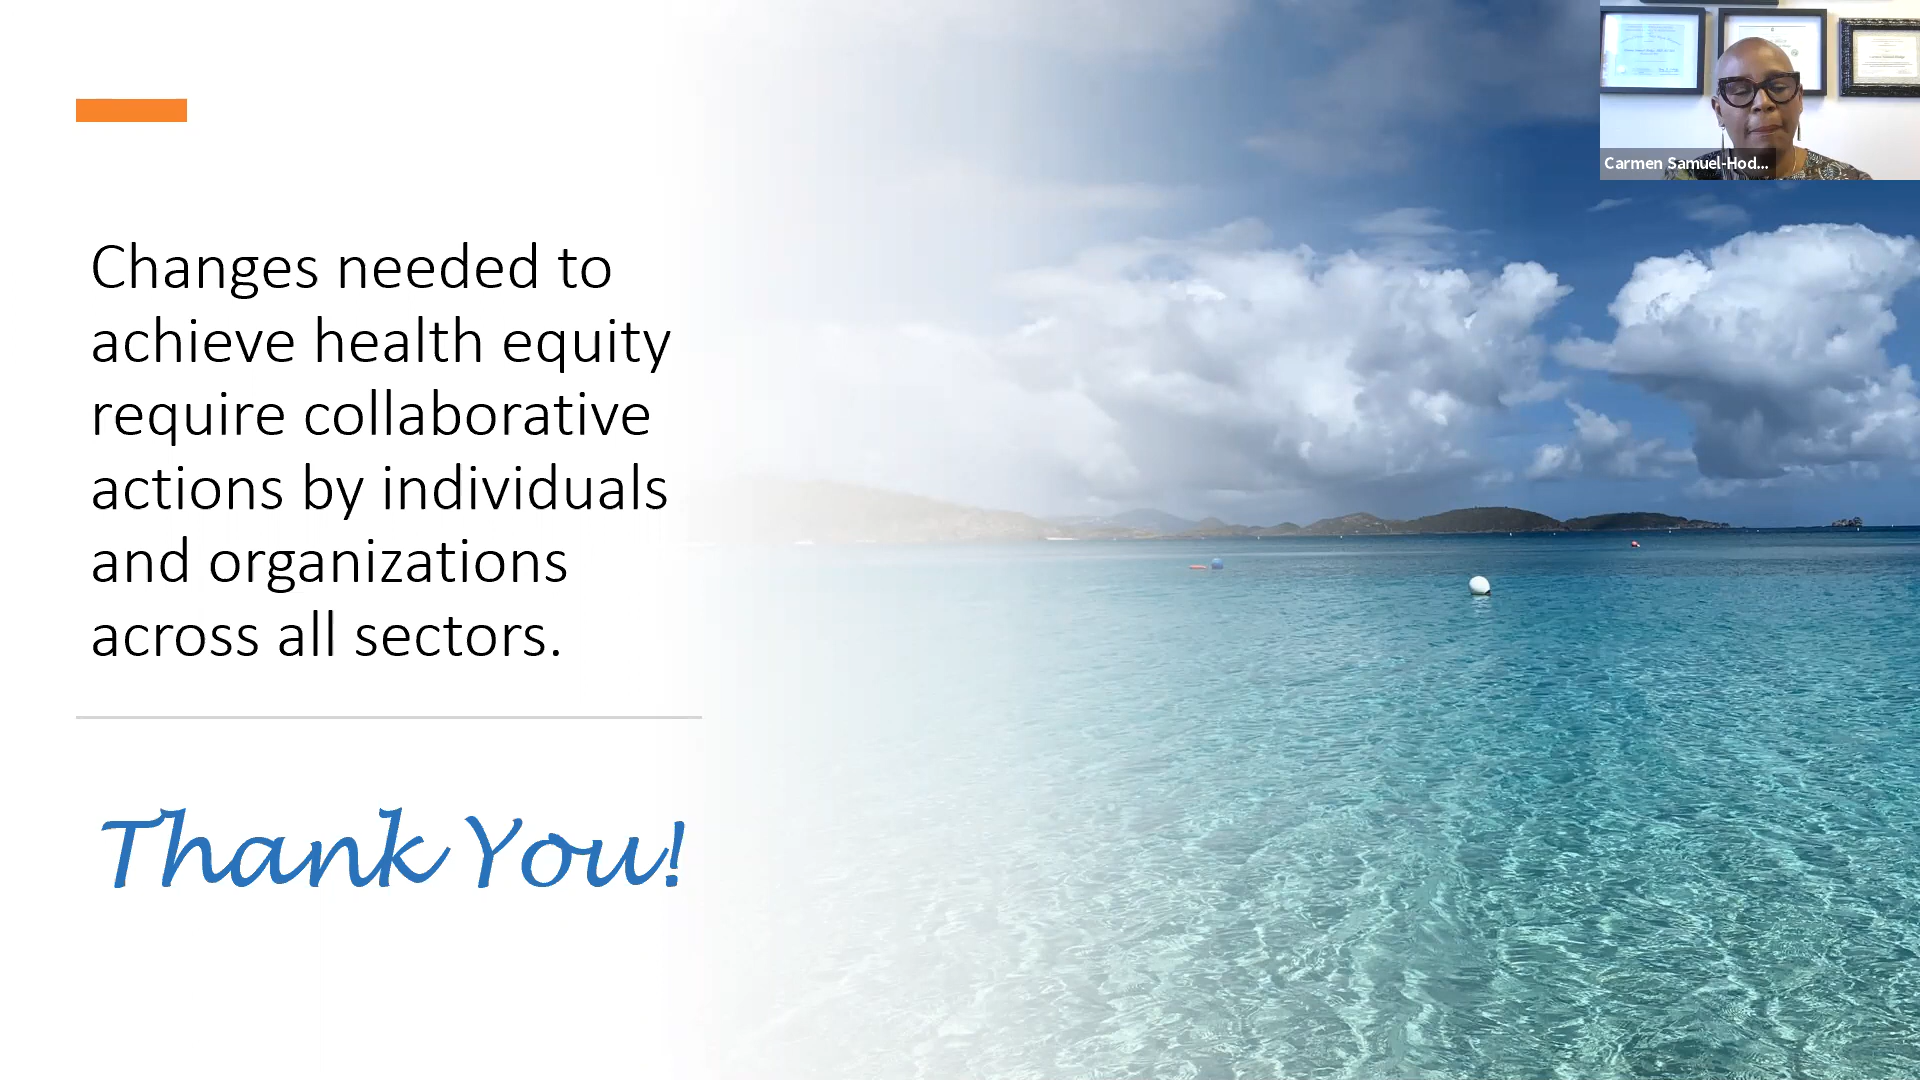 Changes needed to
achieve health equity
require collaborative
actions by individuals
and organizations
across all sectors.
Thank You!
Carmen Samuel-Hod...